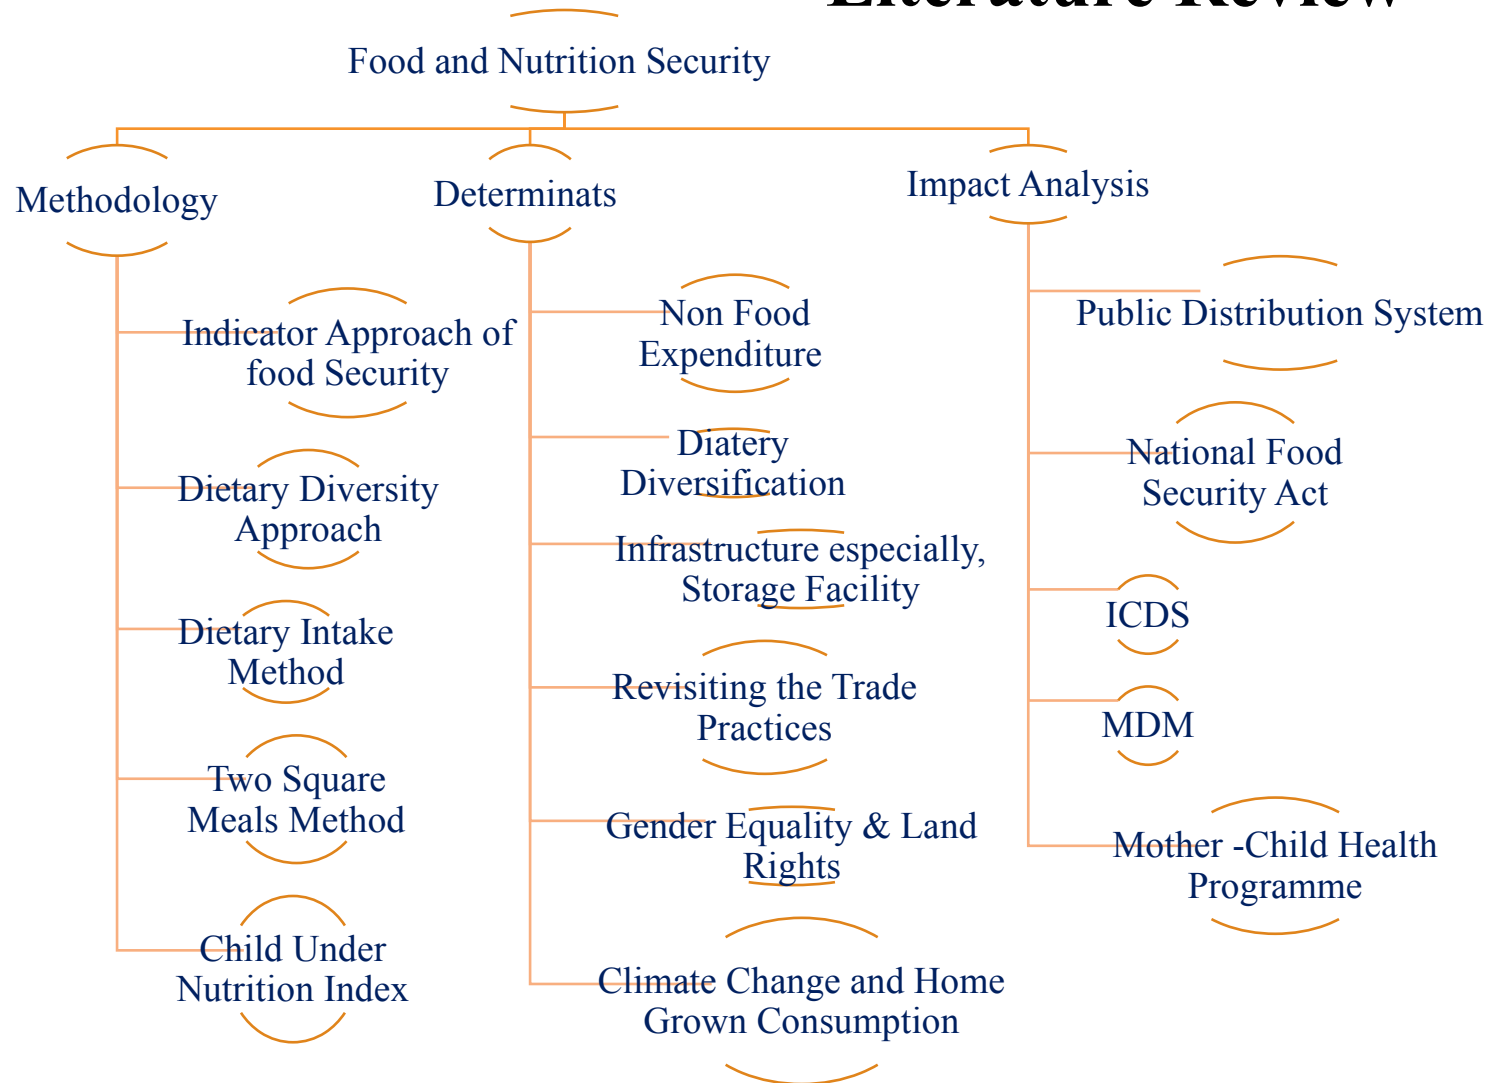 Literature Review
Food and Nutrition Security
Methodology
Indicator Approach of
food Security
Dietary Diversity
Approach
Dietary Intake
Method
Two Square
Meals Method
Child Under
Nutrition Index
Determinats
Non Food
Expenditure
Diatery
Diversification
Infrastructure especially,
Storage Facility
Revisiting the Trade
Practices
Gender Equality & Land
Rights
Climate Change and Home
Grown Consumption
Impact Analysis
Public Distribution System
National Food
Security Act
ICDS
MDM
Mother -Child Health
Programme